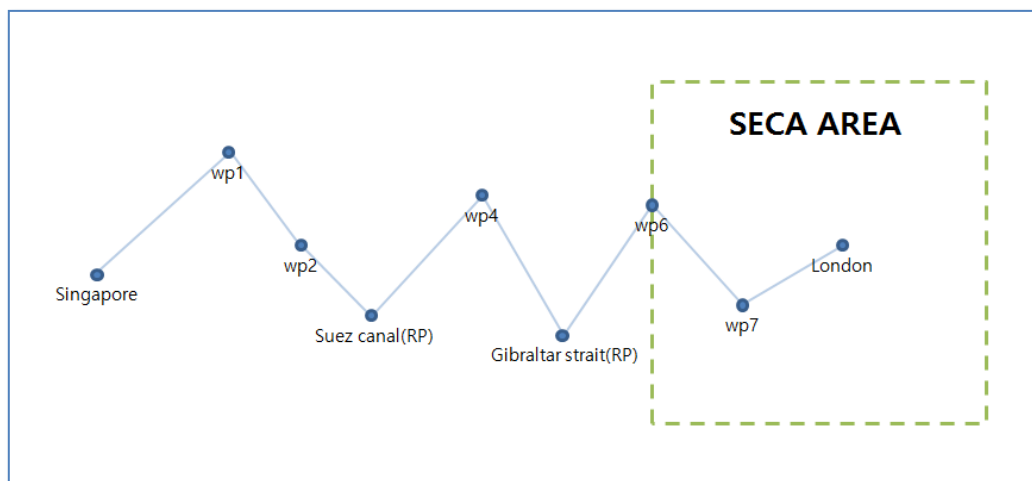 SECA AREA
wp1
wp4
wp6
wp2
London
Singapore
wp7
Suez canal(RP)
Gibraltar strait(RP)